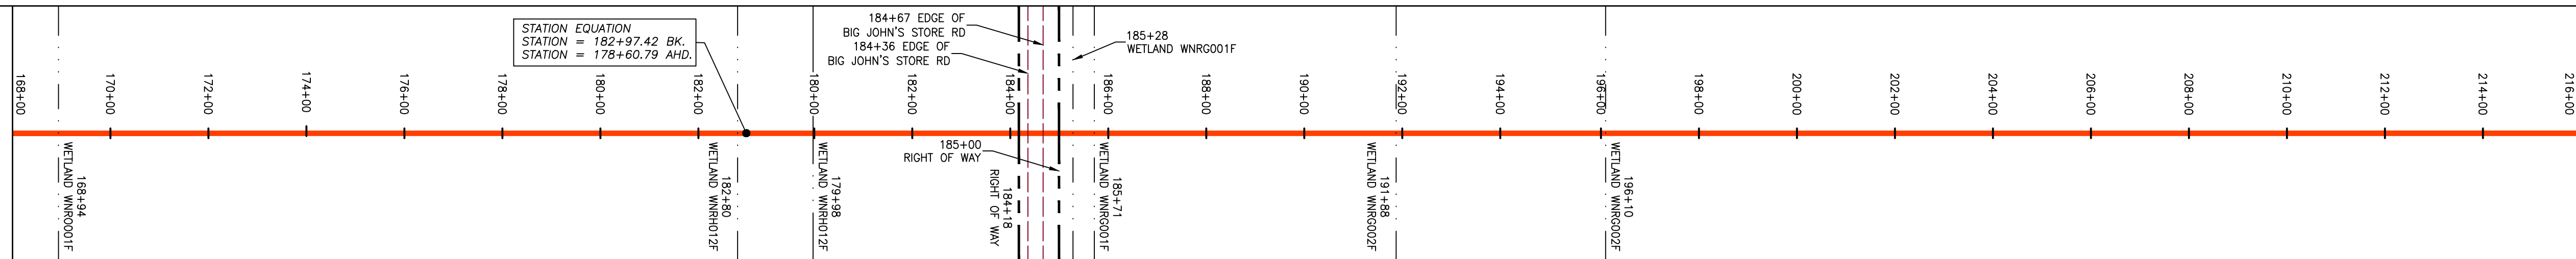 STATION EQUATION
STATION = 182+97.42 BK.
STATION = 178+60.79 AHD.
184+67 EDGE OF
BIG JOHN'S STORE RD
184+36 EDGE OF
BIG JOHN'S STORE RD
185+28
WETLAND WNRG001F
168+00
170+00
172+00
174+00
176+00
178+00
180+00
182+00
180+00
182+00
184+00
186+00
188+00
190+00
192+00
194+00
196+00
198+00
200+00
202+00
204+00
206+00
208+00
210+00
212+00
214+00
216+00
168+94
WETLAND WNRO001F
182+80
WETLAND WNRH012F
179+98
WETLAND WNRH012F
185+00
RIGHT OF WAY
184+18
RIGHT OF WAY
185+71
WETLAND WNRG001F
191+88
WETLAND WNRG002F
196+10
WETLAND WNRG002F